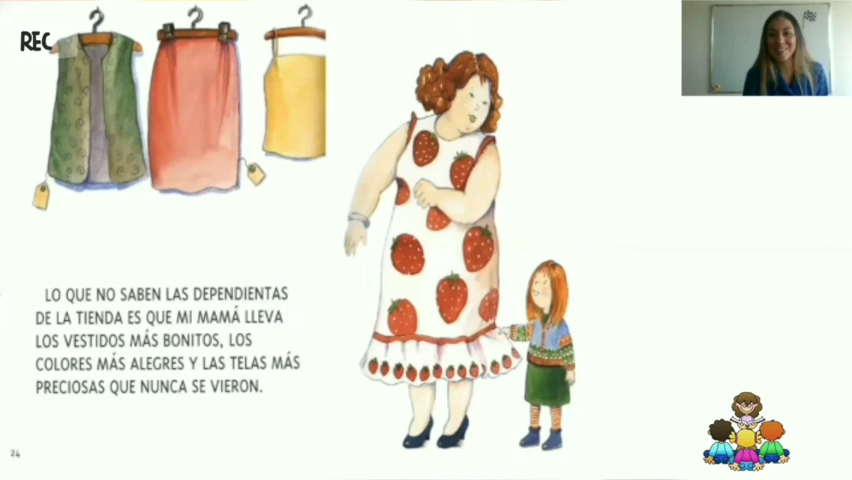 REC
LO QUE NO SABEN LAS DEPENDIENTAS
DE LA TIENDA ES QUE MI MAMÁ LLEVA
LOS VESTIDOS MÁS BONITOS, LOS
COLORES MÁS ALEGRES Y LAS TELAS MÁS
PRECIOSAS QUE NUNCA SE VIERON.
24